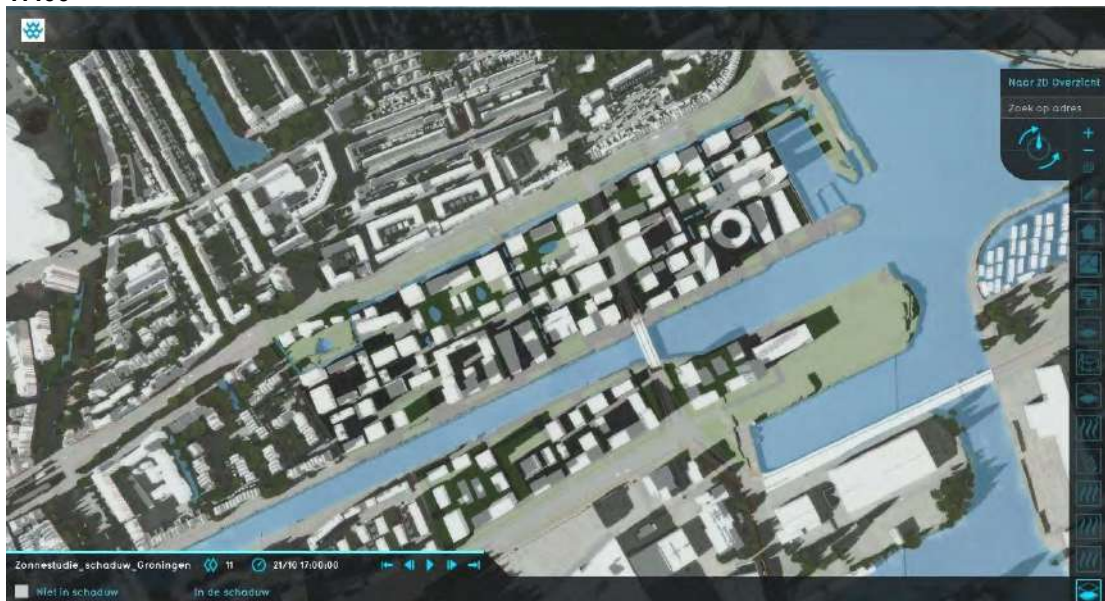 Naar 2D Overzicht
Zoek op adres
Zonnestudie_schaduw_Groningen 11 21/10 17:00:00
Niet in schaduw In de schaduw